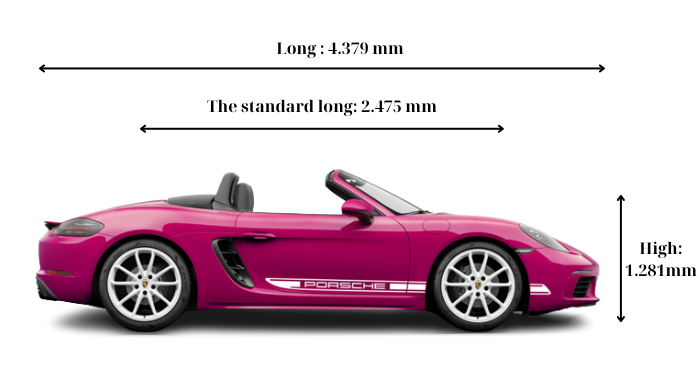 Long : 4.379 mm
The standard long: 2.475 mm
High:
1.281mm
PORSCHE